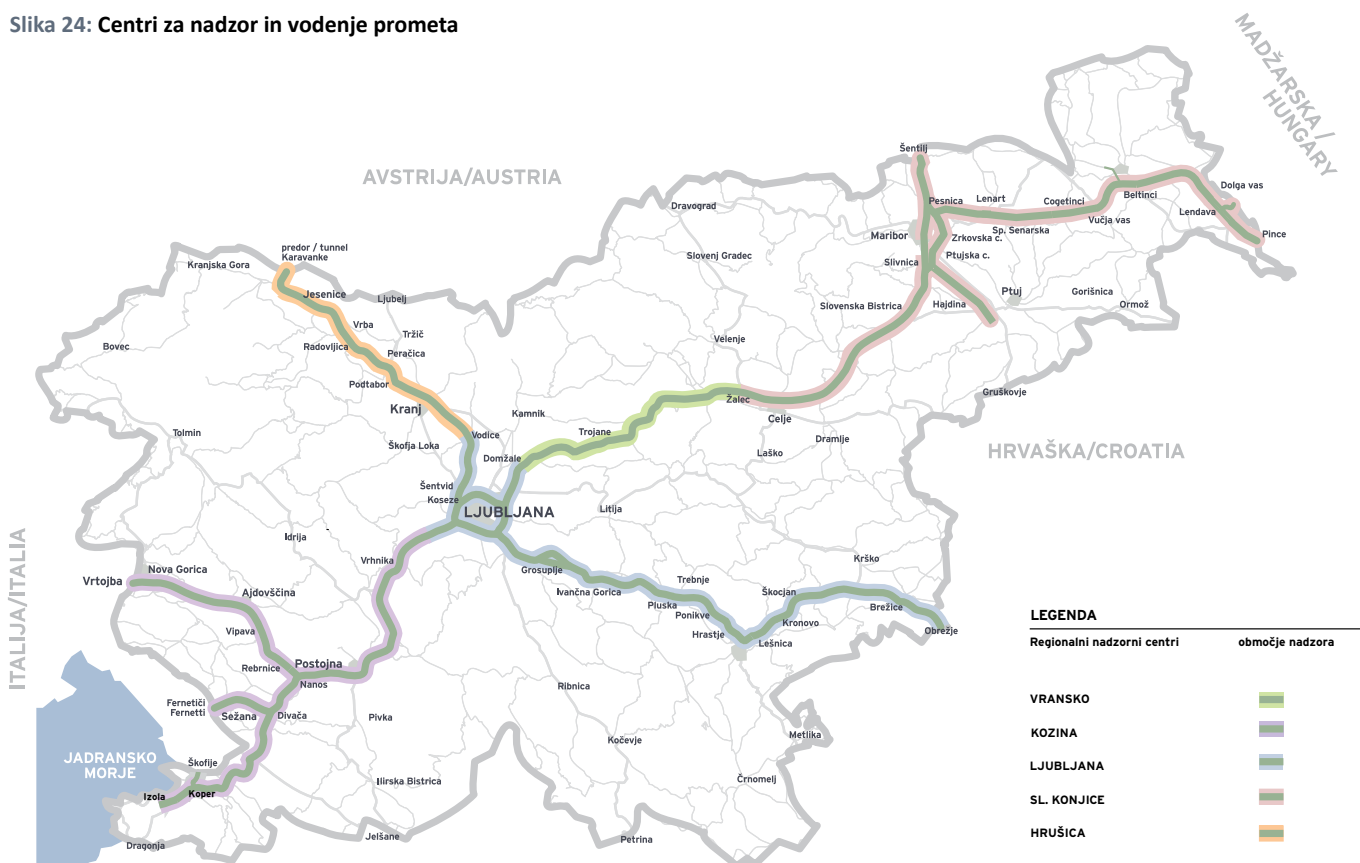 Slika 24: Centri za nadzor in vodenje prometa
MADŽARSKA /
HUNGARY
AVSTRIJA/AUSTRIA
HRVAŠKA/CROATIA
ITALIJA/ITALIA
JADRANSKO
MORJE
Šentilj
Dravograd
Pesnica
Lenart
Cogetinci
Beltinci
Dolga vas
Lendava
Pince
Vučja vas
Sp. Senarska
Maribor
Zrkovska c.
Ptujska c.
Slivnica
Slovenj Gradec
predor / tunnel
Karavanke
Kranjska Gora
Jesenice
Ljubelj
Slovenska Bistrica
Hajdina
Ptuj
Gorišnica
Ormož
Vrba
Tržič
Radovljica
Peračica
Bovec
Velenje
Podtabor
Kranj
Žalec
Gruškovje
Kamnik
Celje
Tolmin
Škofja Loka
Vodice
Trojane
Dramlje
Domžale
Laško
Šentvid
Koseze
LJUBLJANA
Litija
Idrija
Vrhnika
Krško
Vrtojba
Nova Gorica
Grosuplje
Ajdovščina
Ivančna Gorica
Trebnje
Škocjan
Pluska
Ponikve
Brežice
Vipava
Hrastje
Kronovo
Obrežje
Lešnica
Rebrnice
Postojna
Nanos
Ribnica
Fernetiči
Fernetti
Sežana
Divača
Pivka
Metlika
Kočevje
Škofije
Izola
Koper
Ilirska Bistrica
Črnomelj
Dragonja
Jelšane
Petrina
LEGENDA
Regionalni nadzorni centri območje nadzora
VRANSKO
KOZINA
LJUBLJANA
SL. KONJICE
HRUŠICA